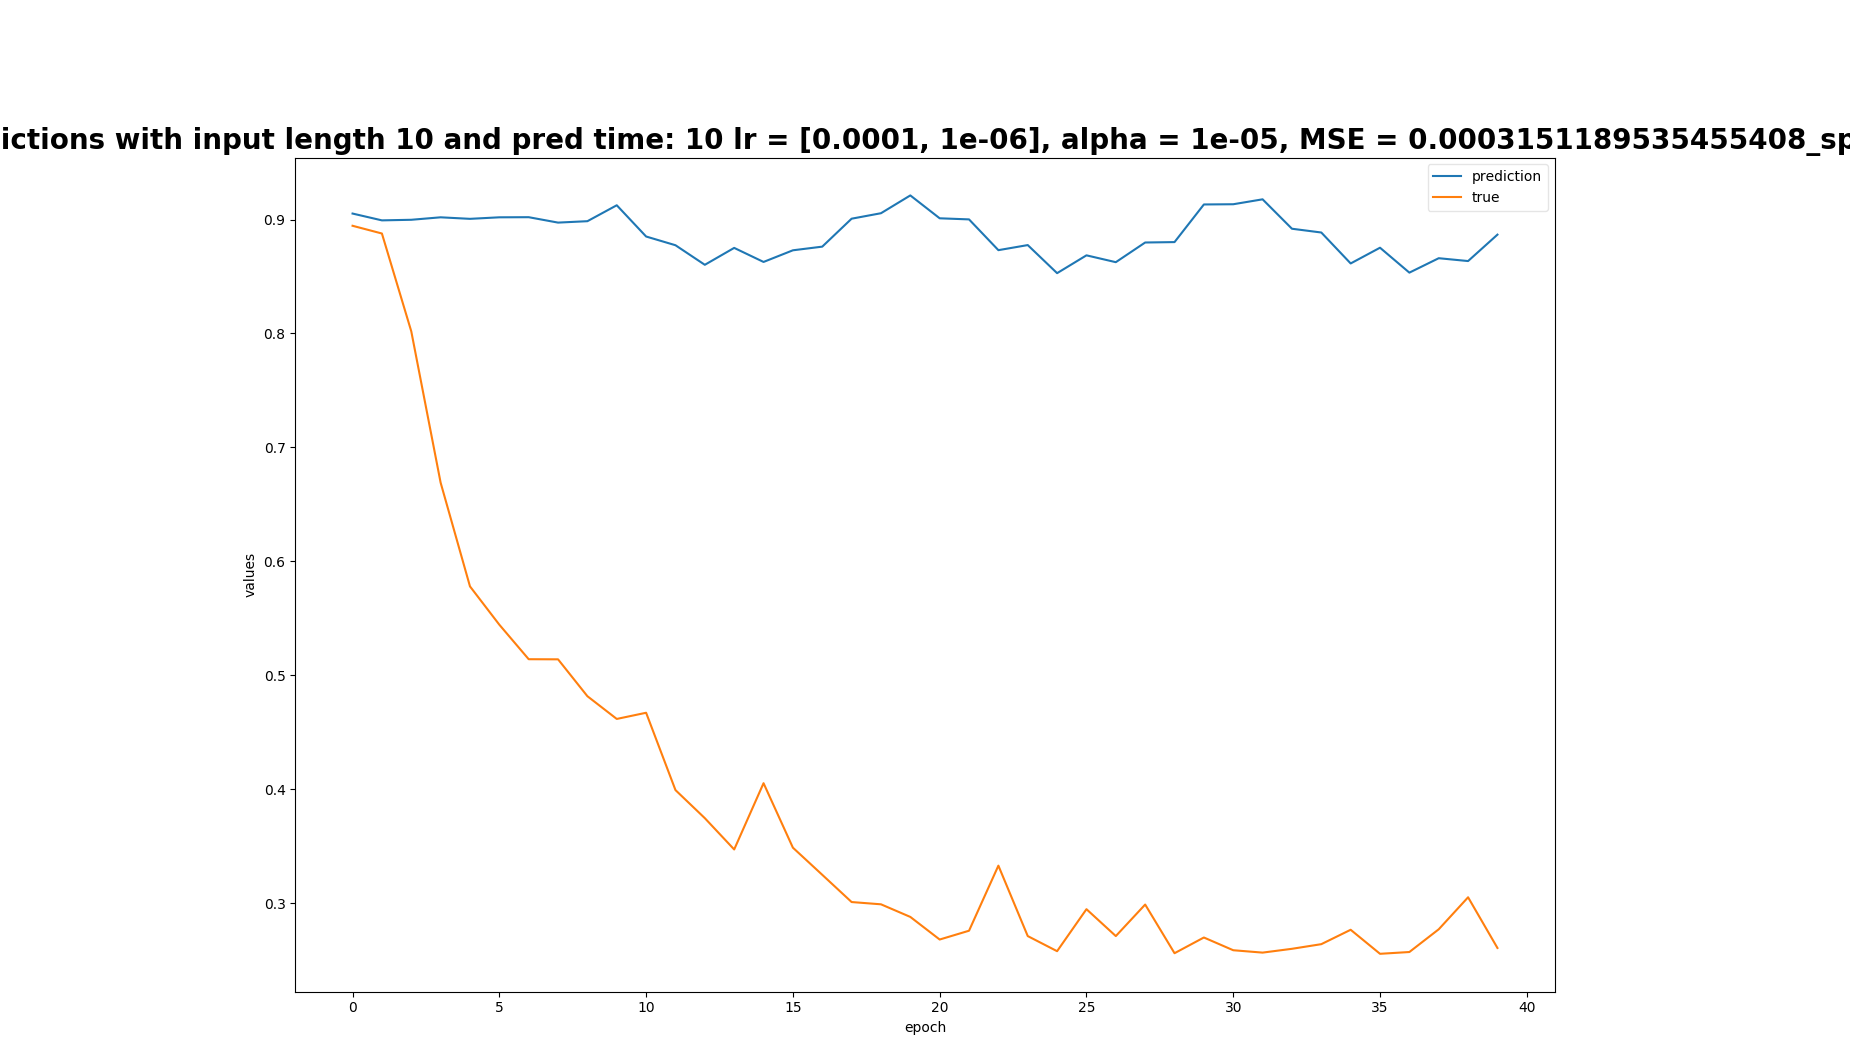 ictions with input length 10 and pred time: 10 lr = [0.0001, 1e-06], alpha = 1e-05, MSE = 0.0003151189535455408_sp
prediction
true
0.9
0.8
0.7
0.6
0.5
0.4
0.3
values
0 5 10 15 20 25 30 35 40
epoch